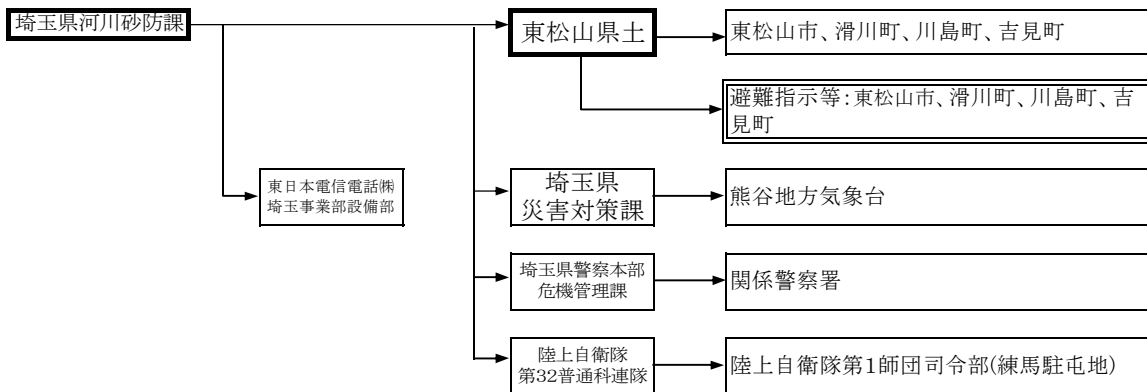 埼玉県河川砂防課
東松山県土
東松山市、滑川町、川島町、吉見町
避難指示等:東松山市、滑川町、川島町、吉
見町
東日本電信電話㈱
埼玉事業部設備部
埼玉県
災害対策課
熊谷地方気象台
埼玉県警察本部
危機管理課
関係警察署
陸上自衛隊
第32普通科連隊
陸上自衛隊第1師団司令部(練馬駐屯地)